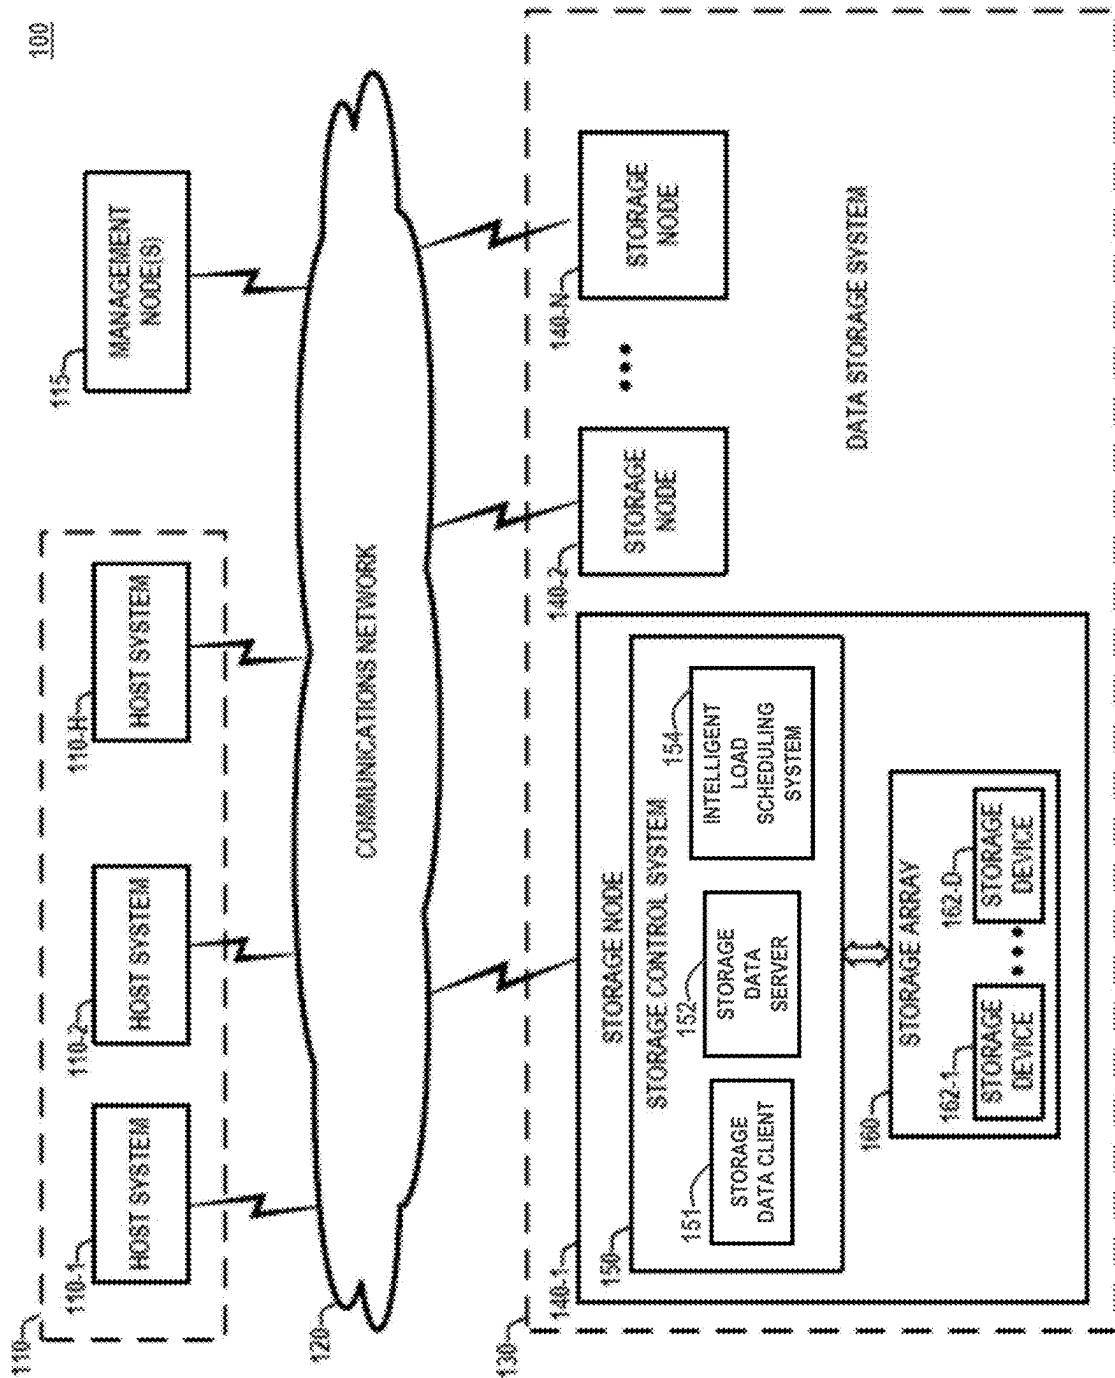 100
110
110-1
HOST SYSTEM
110-2
HOST SYSTEM
110-H
HOST SYSTEM
115
MANAGEMENT
NODE(S)
120
COMMUNICATIONS NETWORK
130
140-1
STORAGE NODE
150
STORAGE CONTROL SYSTEM
151
STORAGE
DATA CLIENT
152
STORAGE
DATA
SERVER
154
INTELLIGENT
LOAD
SCHEDULING
SYSTEM
160
STORAGE ARRAY
162-1
STORAGE
DEVICE
•••
162-D
STORAGE
DEVICE
140-2
STORAGE
NODE
•••
140-N
STORAGE
NODE
DATA STORAGE SYSTEM